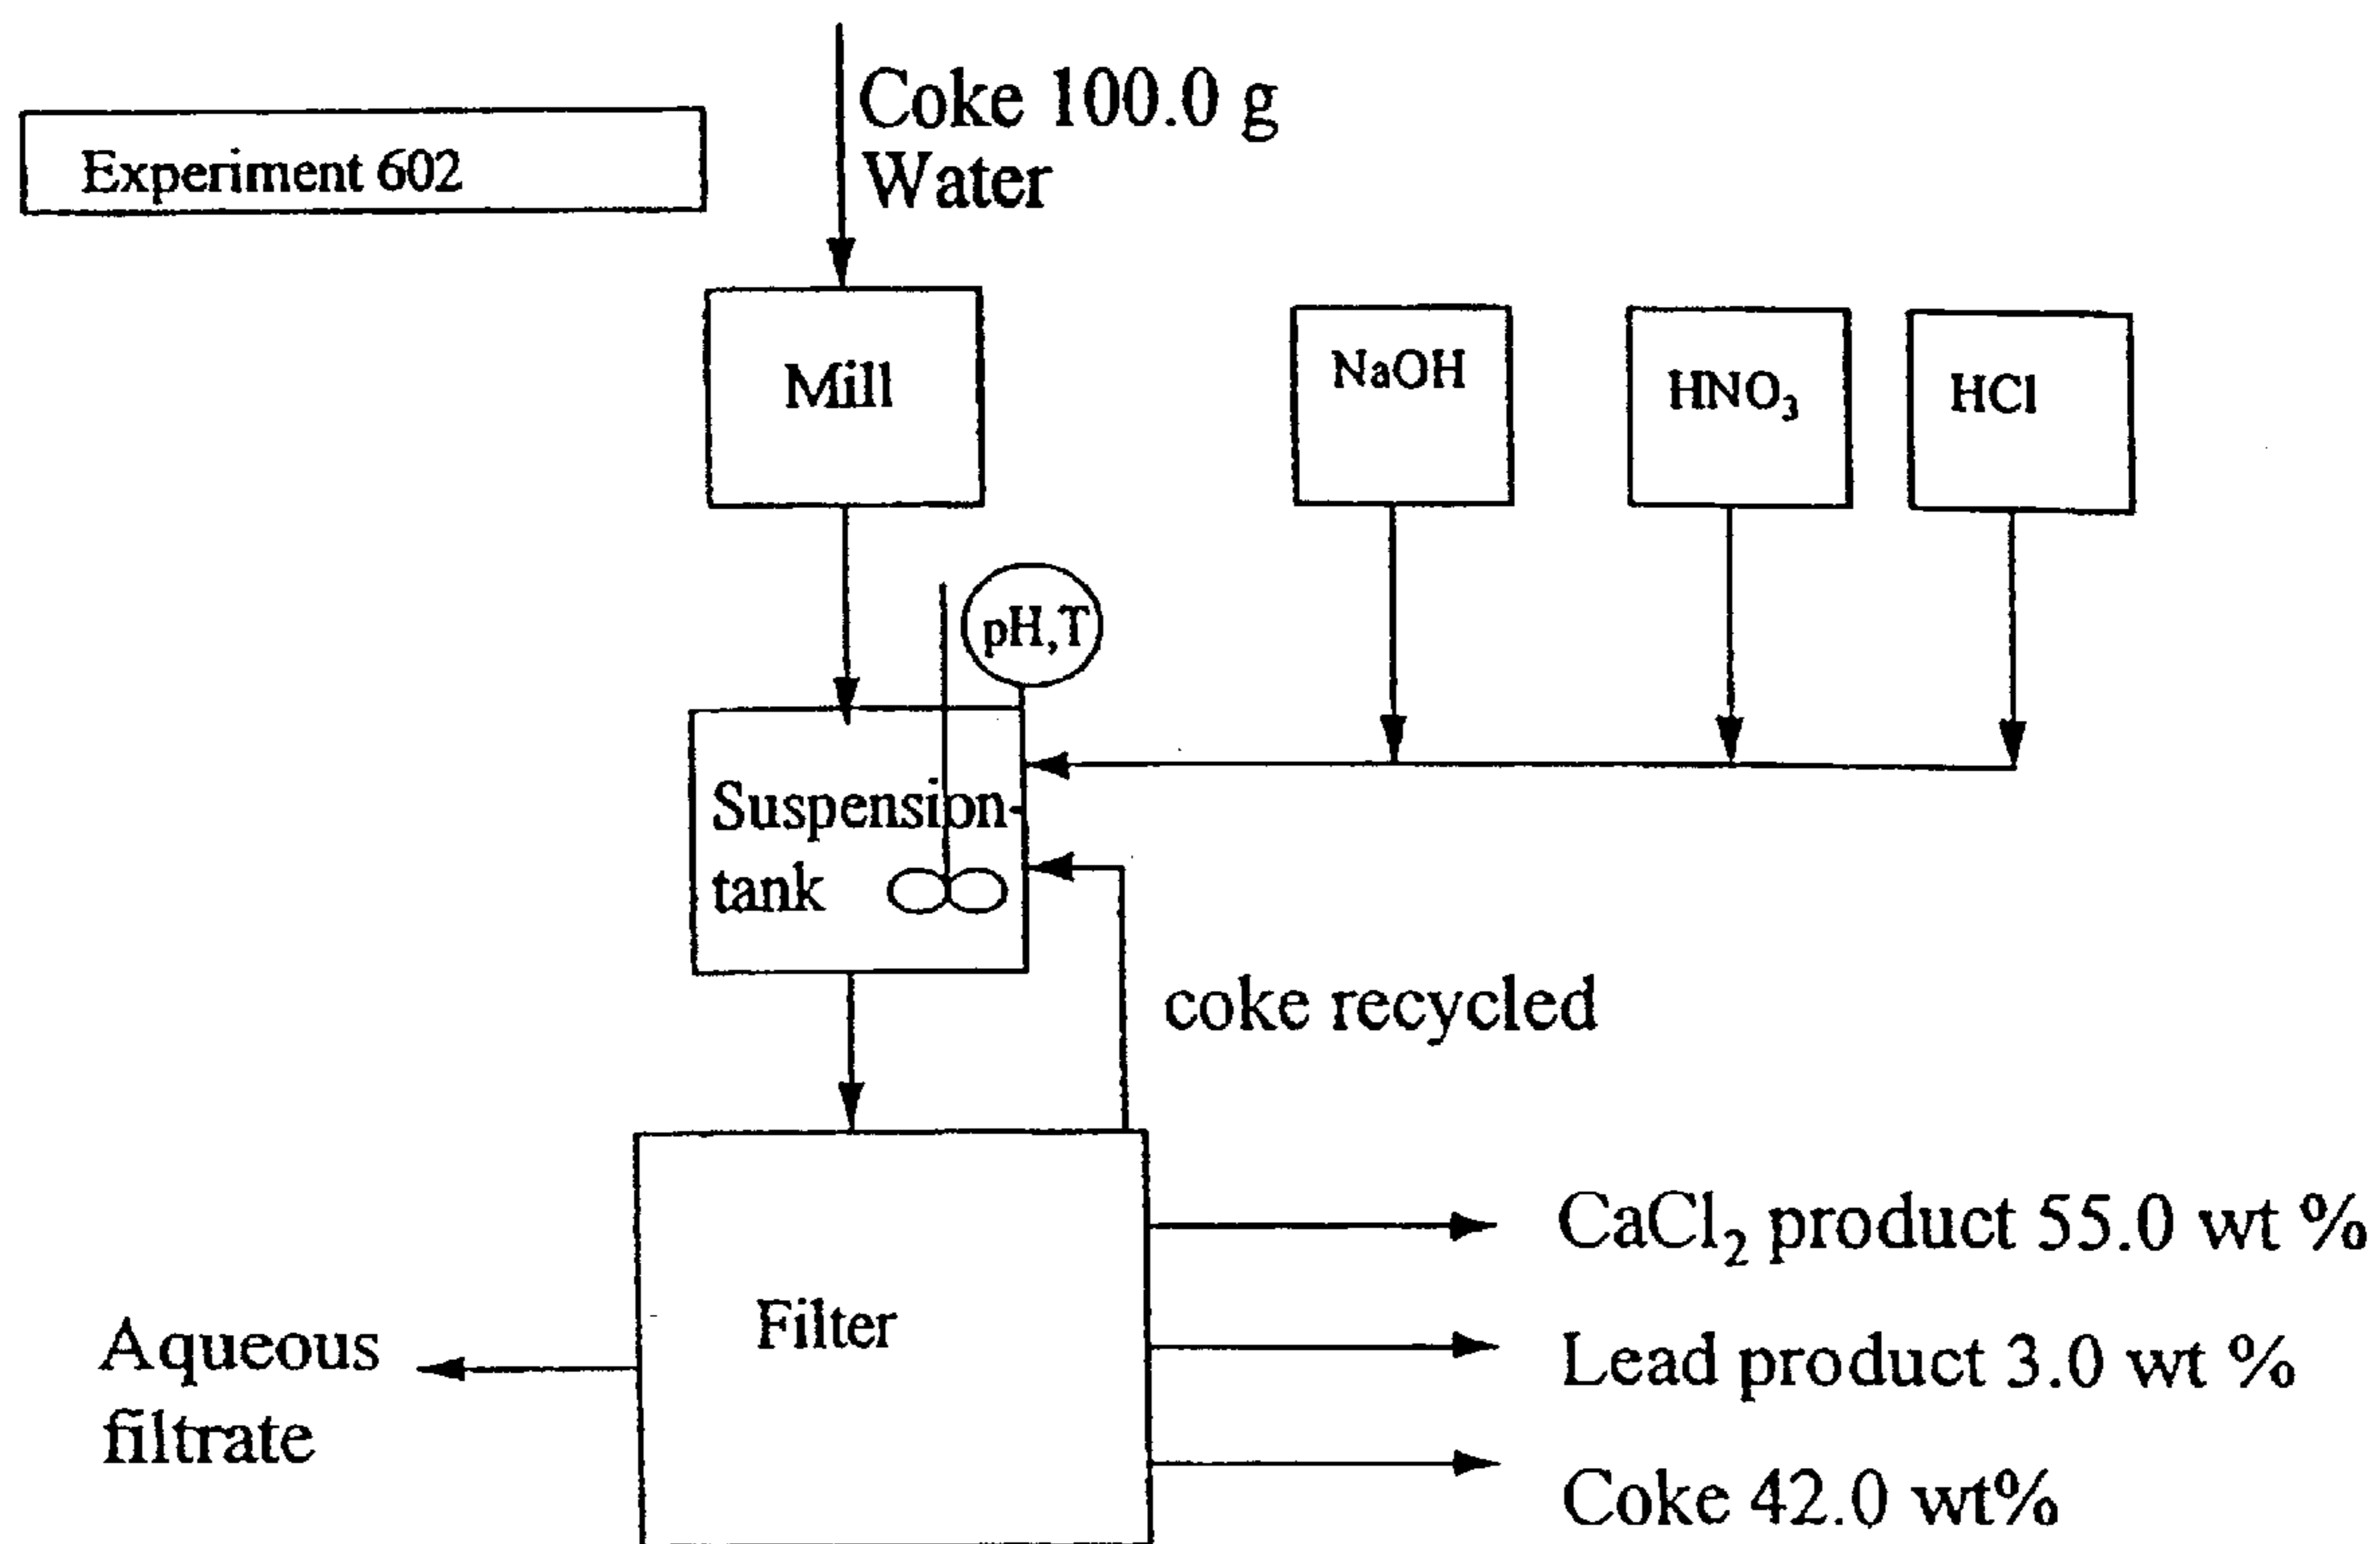 Experiment 602
Coke 100.0 g
Water
Mill
NaOH
HNO₃
HCl
pH,T
Suspension-
tank
coke recycled
Filter
Aqueous
filtrate
CaCl₂ product 55.0 wt %
Lead product 3.0 wt %
Coke 42.0 wt%